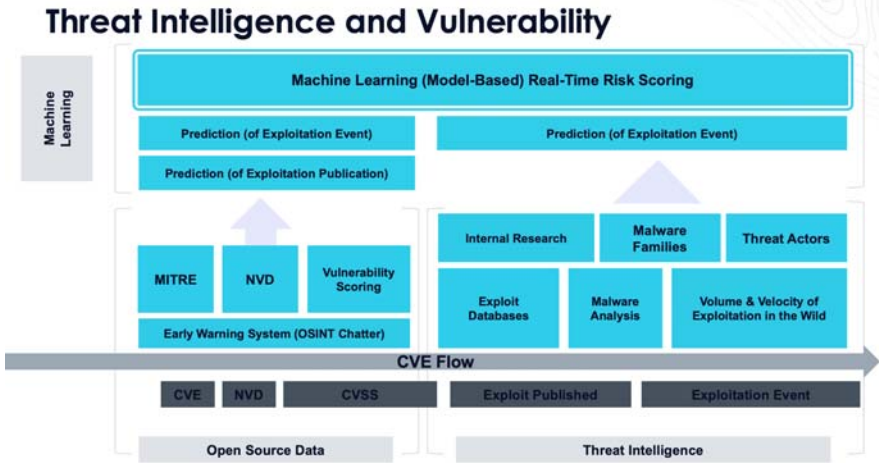 Threat Intelligence and Vulnerability
Machine
Learning
Machine Learning (Model-Based) Real-Time Risk Scoring
Prediction (of Exploitation Event)
Prediction (of Exploitation Event)
Prediction (of Exploitation Publication)
Internal Research
Malware
Families
Threat Actors
MITRE
NVD
Vulnerability
Scoring
Exploit
Databases
Malware
Analysis
Volume & Velocity of
Exploitation in the Wild
Early Warning System (OSINT Chatter)
CVE Flow
CVE
NVD
CVSS
Exploit Published
Exploitation Event
Open Source Data
Threat Intelligence